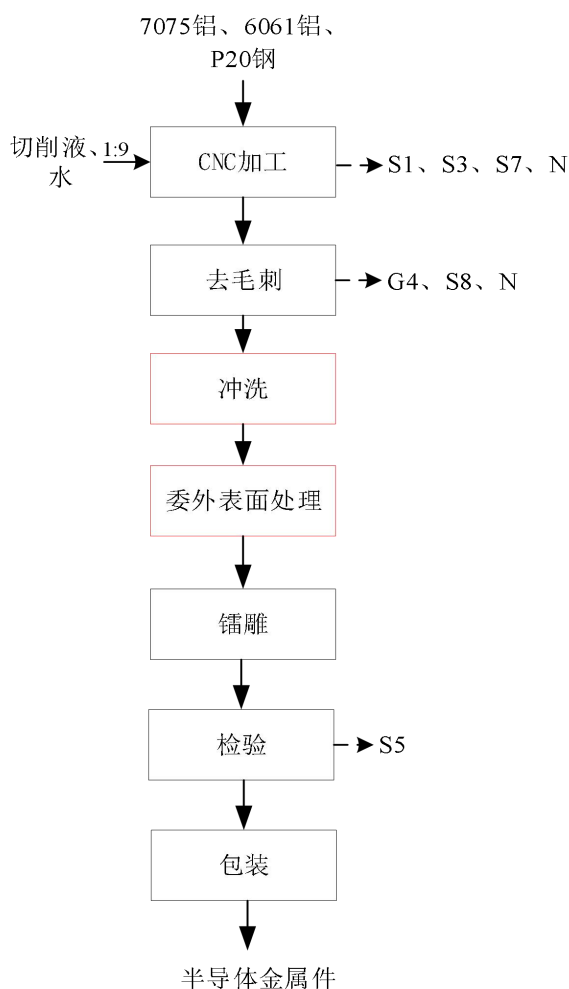 7075铝、6061铝、
P20钢
切削液、
水
1:9
CNC加工
S1、S3、S7、N
去毛刺
G4、S8、N
冲洗
委外表面处理
镭雕
检验
S5
包装
半导体金属件